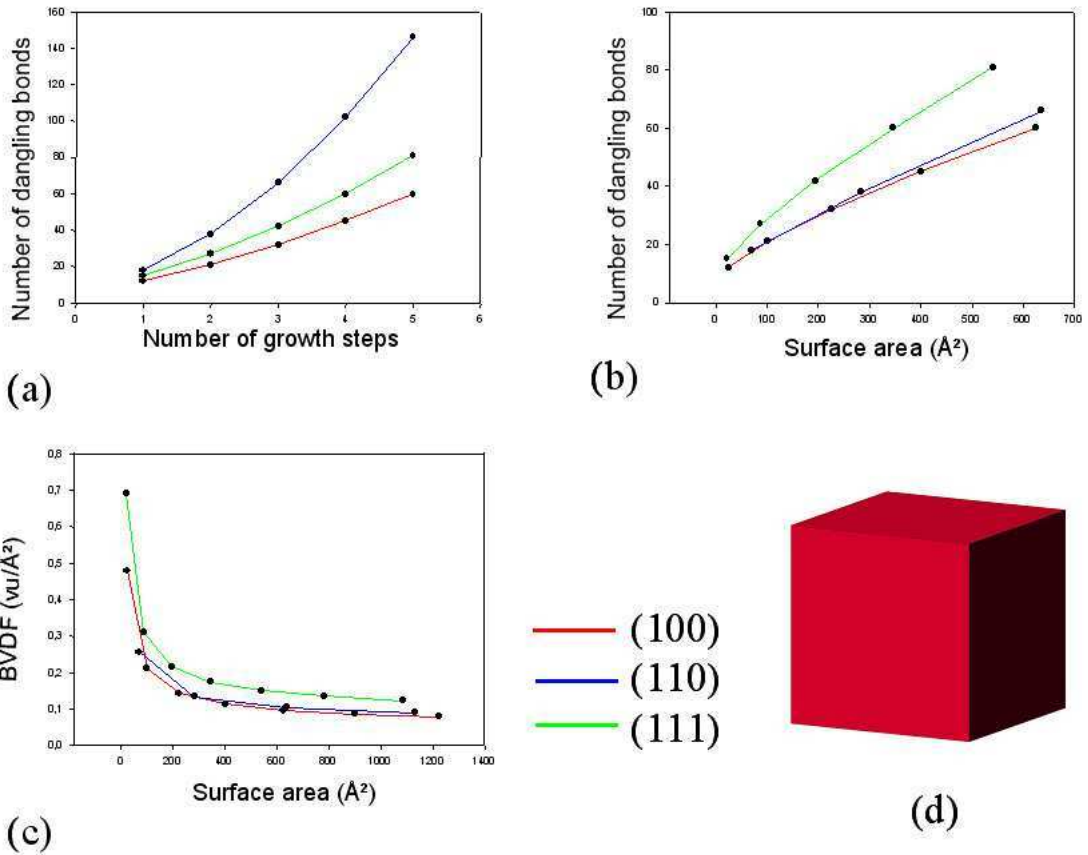 Number of dangling bonds
160
140
120
100
80
60
40
20
0
0 1 2 3 4 5 6
Number of growth steps
(a)
Number of dangling bonds
100
80
60
40
20
0
0 100 200 300 400 500 600 700
Surface area (Å²)
(b)
BVDF (vu/Å²)
0,8
0,7
0,6
0,5
0,4
0,3
0,2
0,1
0,0
0 200 400 600 800 1000 1200 1400
Surface area (Å²)
(c)
(100)
(110)
(111)
(d)